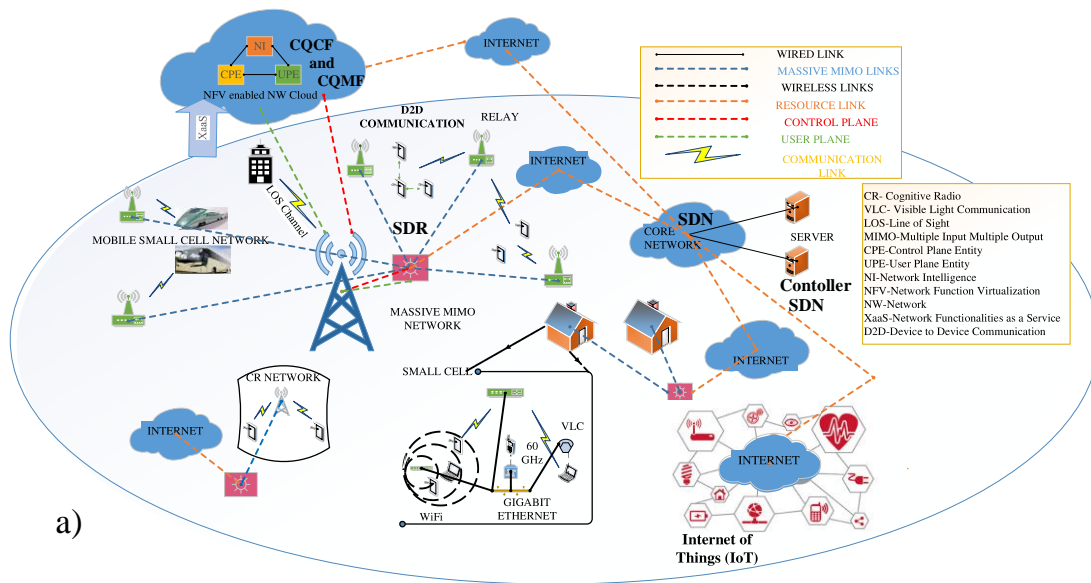 NI
CPE
UPE
NFV enabled NW Cloud
CQCF
and
CQMF
INTERNET
XaaS
D2D
COMMUNICATION
RELAY
LOS Channel
INTERNET
SDR
MOBILE SMALL CELL NETWORK
MASSIVE MIMO
NETWORK
SDN
CORE
NETWORK
SERVER
Contoller
SDN
WIRED LINK
MASSIVE MIMO LINKS
WIRELESS LINKS
RESOURCE LINK
CONTROL PLANE
USER PLANE
COMMUNICATION
LINK
CR- Cognitive Radio
VLC- Visible Light Communication
LOS-Line of Sight
MIMO-Multiple Input Multiple Output
CPE-Control Plane Entity
UPE-User Plane Entity
NI-Network Intelligence
NFV-Network Function Virtualization
NW-Network
XaaS-Network Functionalities as a Service
D2D-Device to Device Communication
INTERNET
SMALL CELL
CR NETWORK
INTERNET
VLC
60
GHz
WiFi
GIGABIT
ETHERNET
INTERNET
Internet of
Things (IoT)
a)